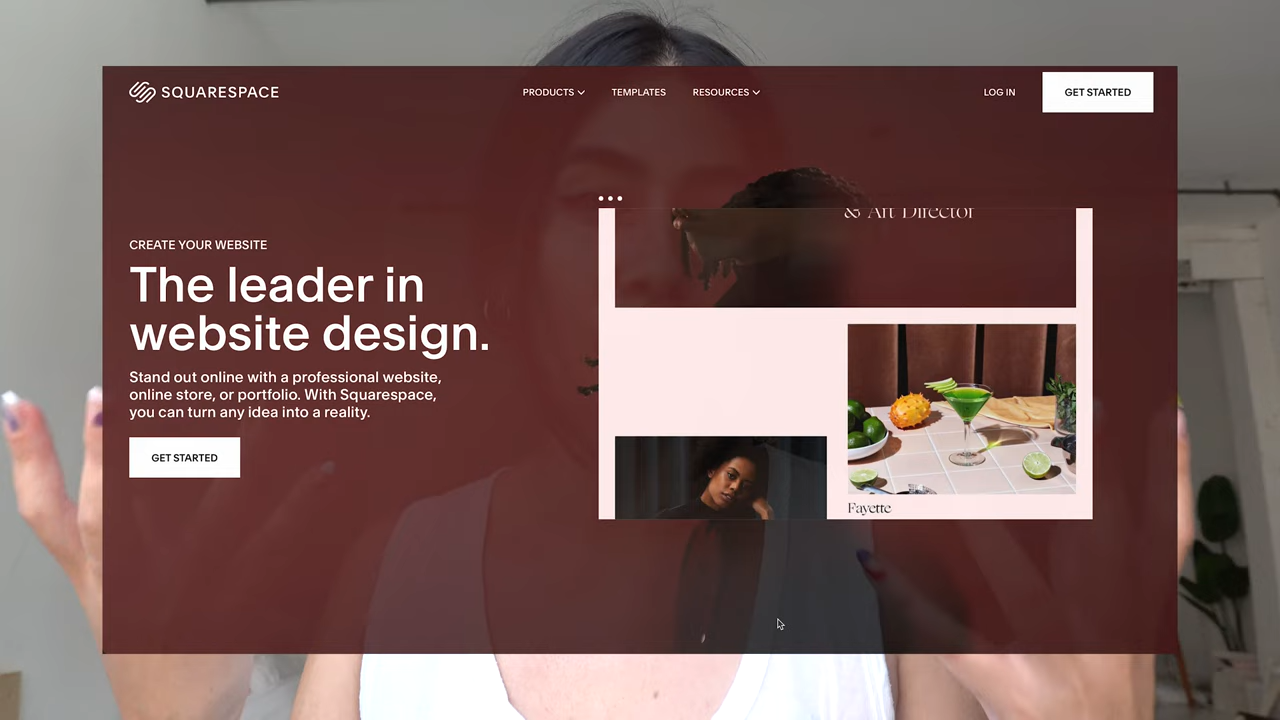 SQUARESPACE
PRODUCTS
TEMPLATES
RESOURCES
LOG IN
GET STARTED
CREATE YOUR WEBSITE
The leader in
website design.
Stand out online with a professional website,
online store, or portfolio. With Squarespace,
you can turn any idea into a reality.
GET STARTED
& Art Director
Fayette